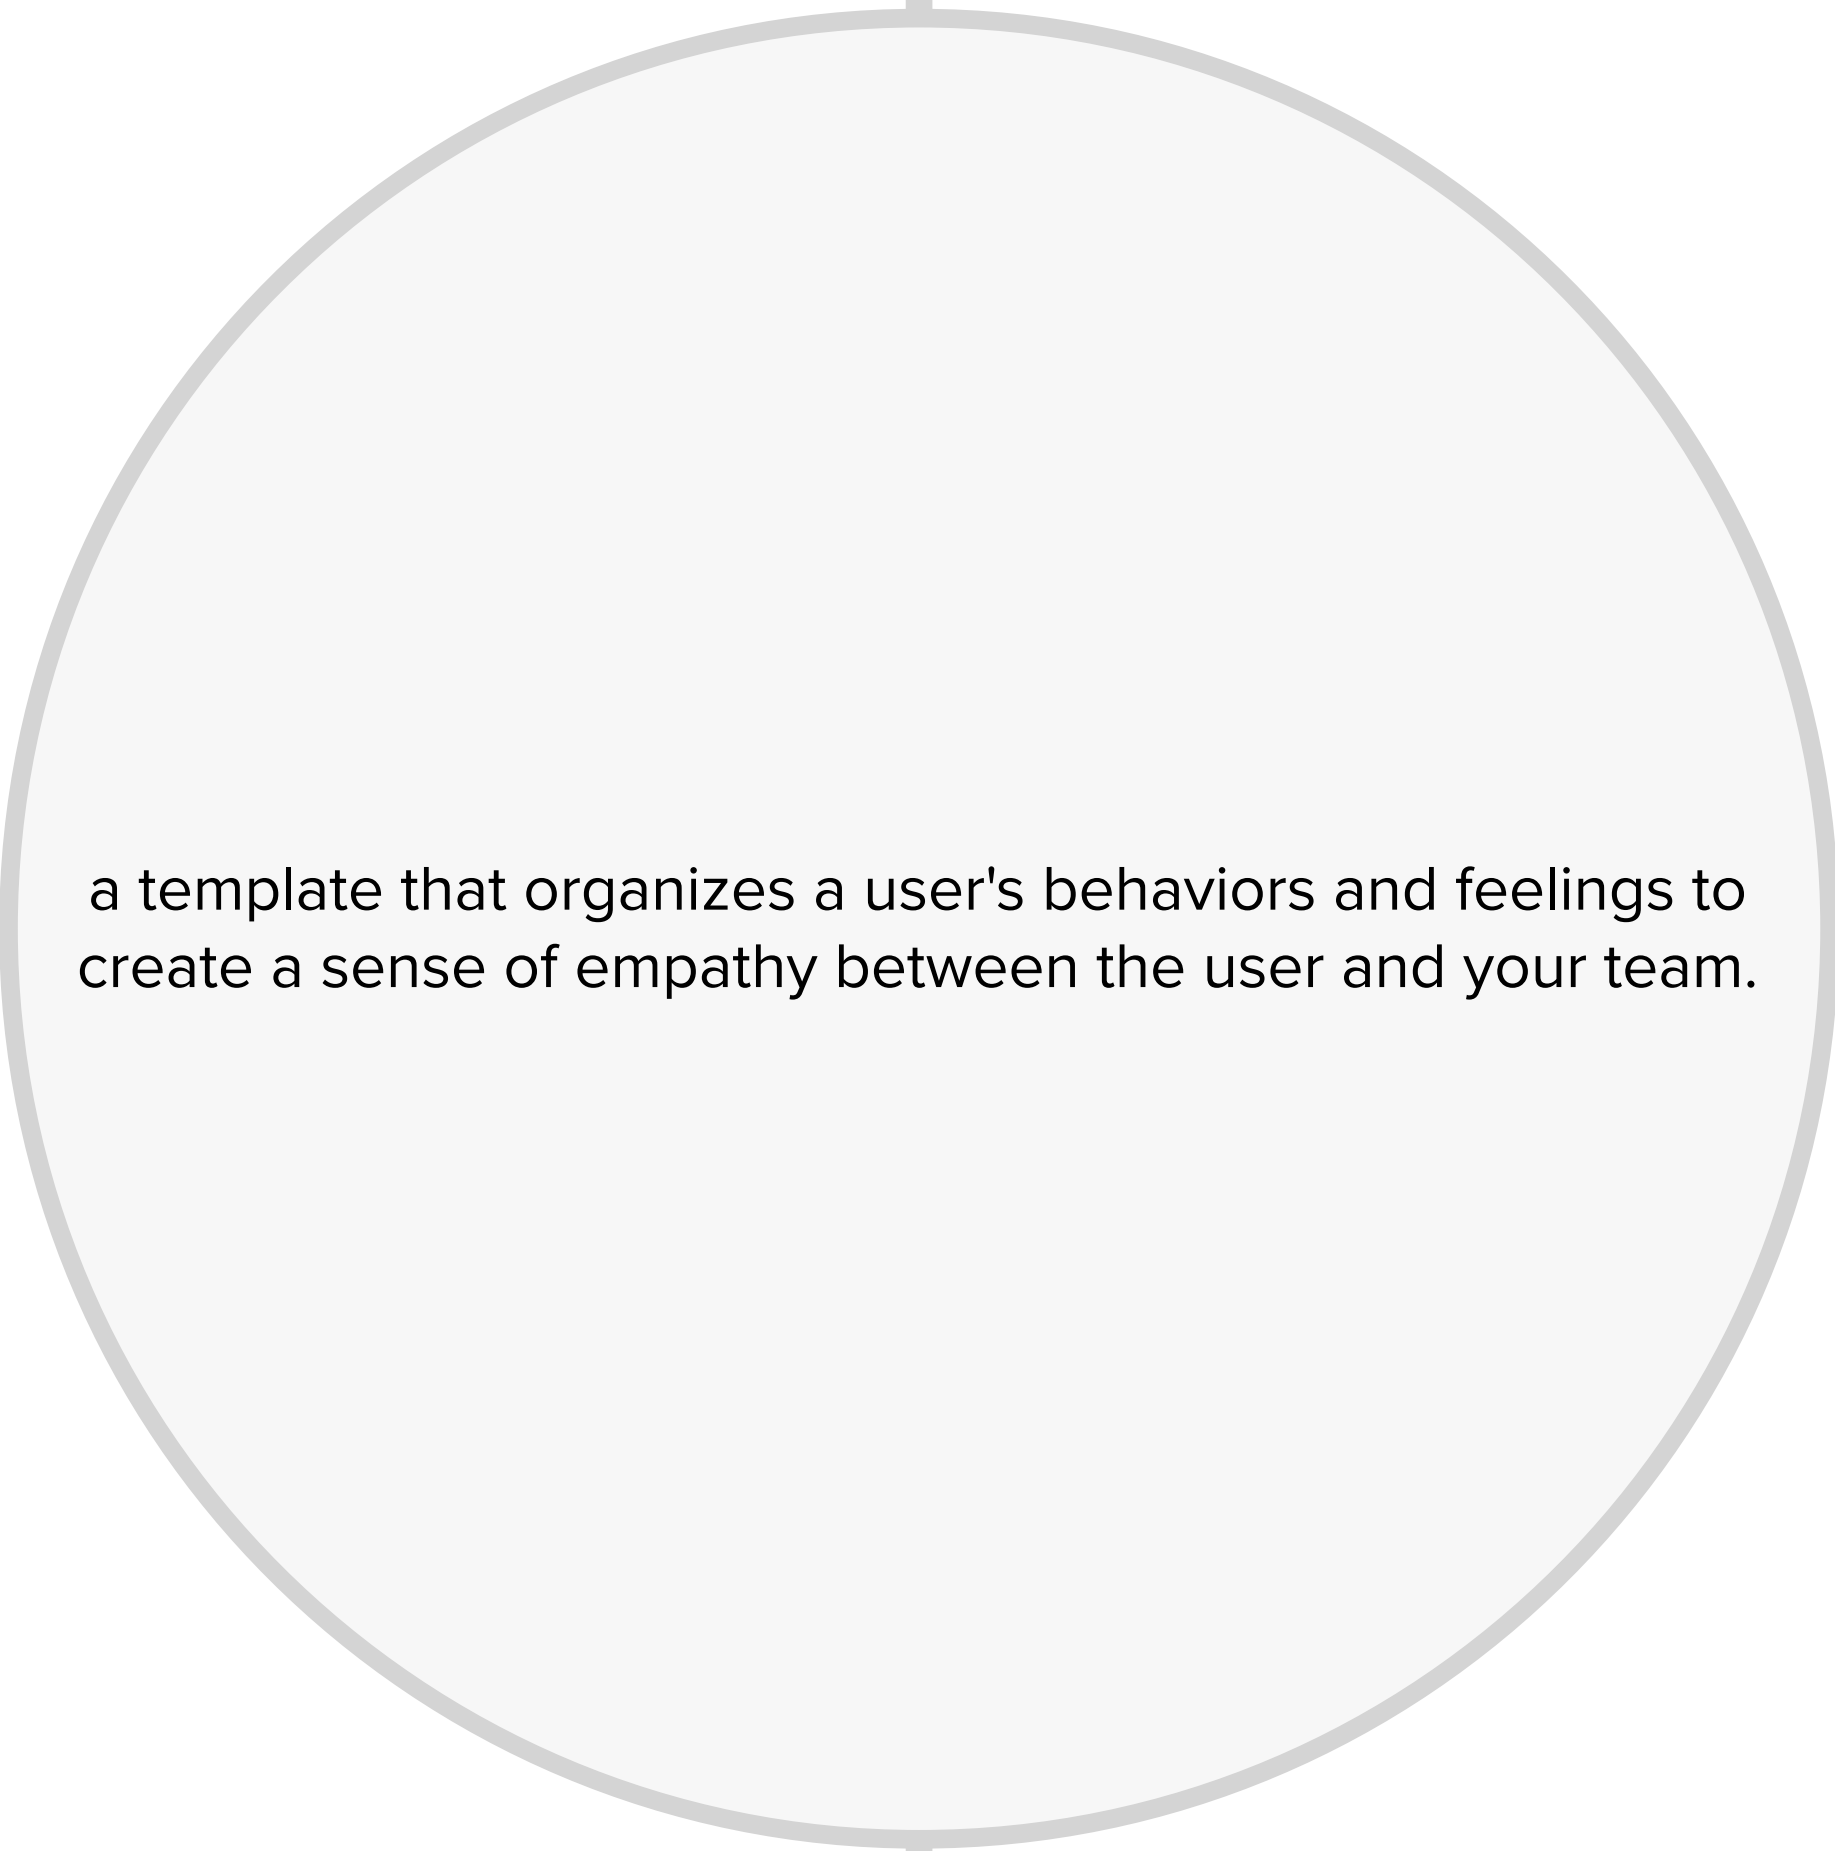 a template that organizes a user's behaviors and feelings to
create a sense of empathy between the user and your team.